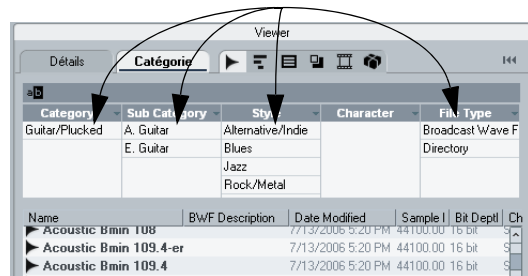 Viewer
Détails Catégorie
ab
Category Sub Category Style Character File Type
Guitar/Plucked A. Guitar Alternative/Indie Broadcast Wave F
E. Guitar Blues Directory
Jazz
Rock/Metal
Name BWF Description Date Modified Sample I Bit Deptl Ch
Acoustic Bmin 108 7/13/2006 5:20 PM 44100.00 16 bit S
Acoustic Bmin 109.4-er 7/13/2006 5:20 PM 44100.00 16 bit S
Acoustic Bmin 109.4 7/13/2006 5:20 PM 44100.00 16 bit S